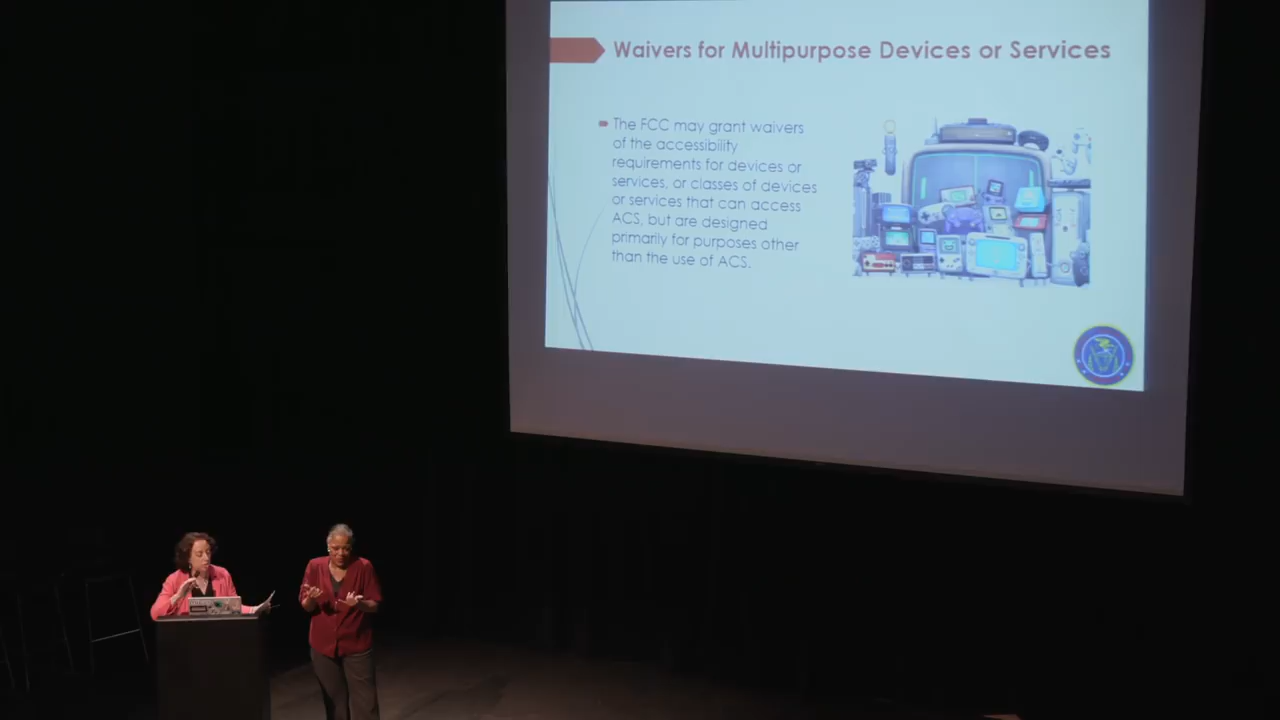 Waivers for Multipurpose Devices or Services
The FCC may grant waivers
of the accessibility
requirements for devices or
services, or classes of devices
or services that can access
ACS, but are designed
primarily for purposes other
than the use of ACS.